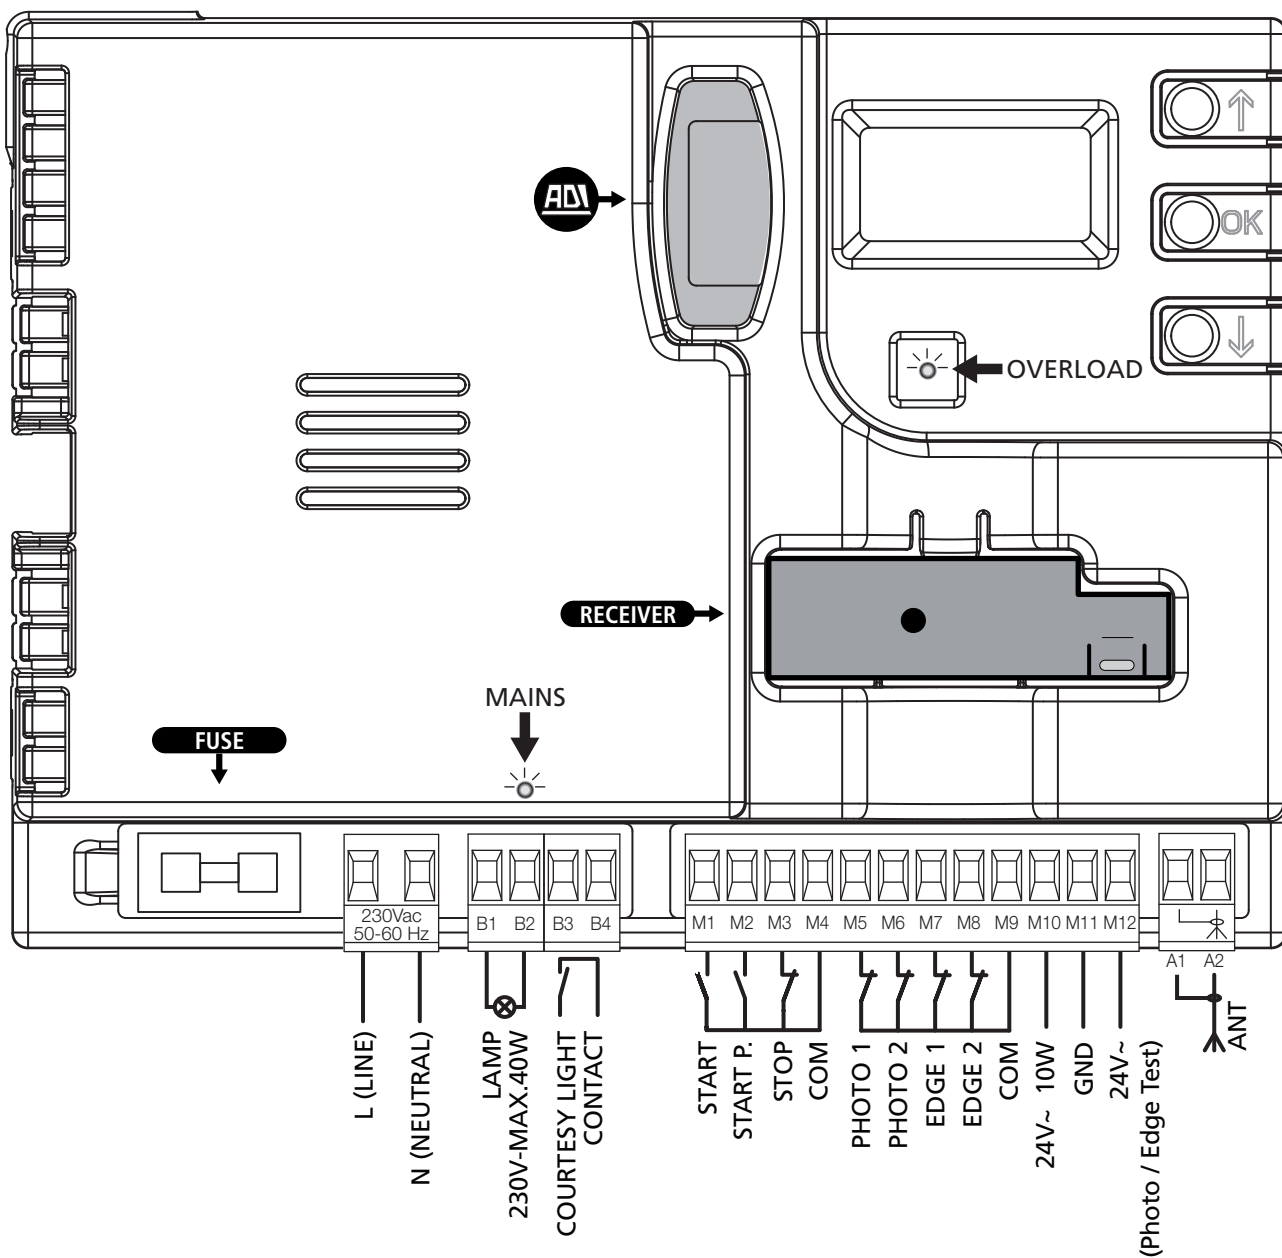 ADI
OK
OVERLOAD
RECEIVER
MAINS
FUSE
230Vac
50-60 Hz
B1 B2 B3 B4
M1 M2 M3 M4 M5 M6 M7 M8 M9 M10 M11 M12
A1 A2
L (LINE)
N (NEUTRAL)
LAMP
230V-MAX.40W
COURTESY LIGHT
CONTACT
START
START P.
STOP
COM
PHOTO 1
PHOTO 2
EDGE 1
EDGE 2
COM
24V~ 10W
GND
24V~
(Photo / Edge Test)
ANT